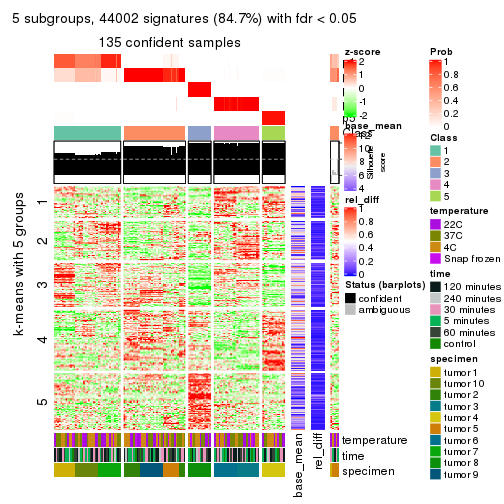 5 subgroups, 44002 signatures (84.7%) with fdr < 0.05
135 confident samples
k-means with 5 groups
1
2
3
4
5
1
2
3
4
5
base_mean
rel_diff
temperature
time
specimen
Silhouette
score
z-score
2
1
0
-1
-2
base_mean
rel_diff
1
0.8
0.6
0.4
0.2
0
Status (barplots)
confident
ambiguous
Prob
1
0.8
0.6
0.4
0.2
0
Class
1
2
3
4
5
temperature
22C
37C
4C
Snap frozen
time
120 minutes
240 minutes
30 minutes
5 minutes
60 minutes
control
specimen
tumor 1
tumor 10
tumor 2
tumor 3
tumor 4
tumor 5
tumor 6
tumor 7
tumor 8
tumor 9